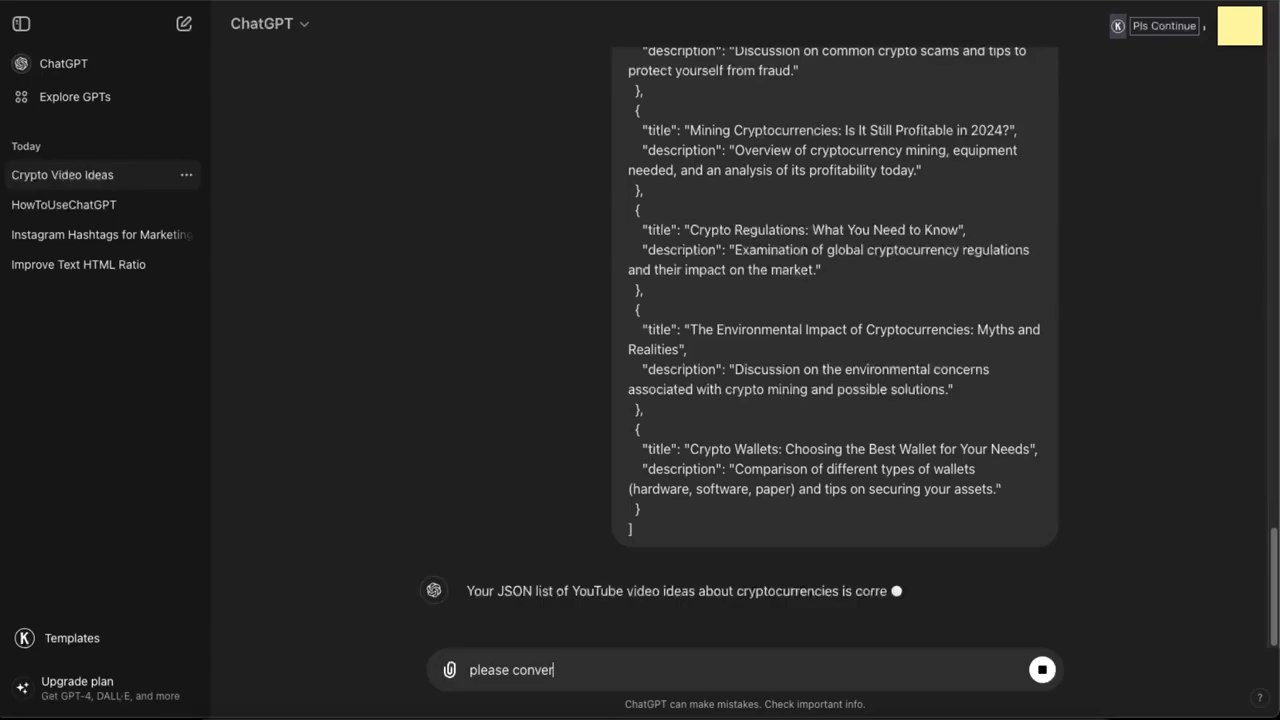 ChatGPT
Explore GPTs
Today
Crypto Video Ideas
HowToUseChatGPT
Instagram Hashtags for Marketing
Improve Text HTML Ratio
K Templates
Upgrade plan
Get GPT-4, DALL·E, and more
ChatGPT
K Pls Continue
"description": "Discussion on common crypto scams and tips to
protect yourself from fraud."
},
{
"title": "Mining Cryptocurrencies: Is It Still Profitable in 2024?",
"description": "Overview of cryptocurrency mining, equipment
needed, and an analysis of its profitability today."
},
{
"title": "Crypto Regulations: What You Need to Know",
"description": "Examination of global cryptocurrency regulations
and their impact on the market."
},
{
"title": "The Environmental Impact of Cryptocurrencies: Myths and
Realities",
"description": "Discussion on the environmental concerns
associated with crypto mining and possible solutions."
},
{
"title": "Crypto Wallets: Choosing the Best Wallet for Your Needs",
"description": "Comparison of different types of wallets
(hardware, software, paper) and tips on securing your assets."
}
]
Your JSON list of YouTube video ideas about cryptocurrencies is corre
please conver
ChatGPT can make mistakes. Check important info.
?